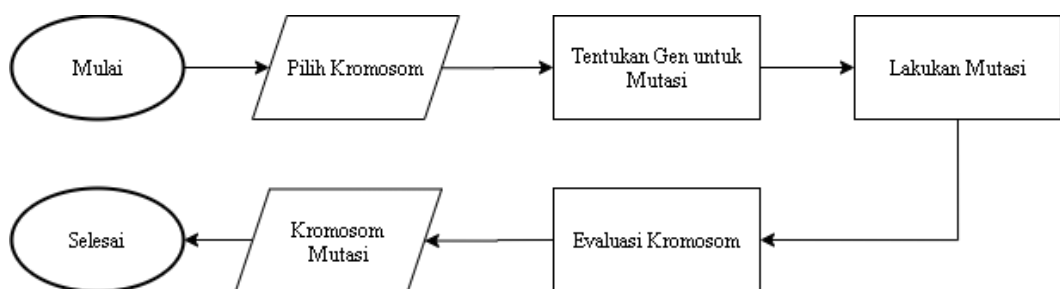 Mulai
Pilih Kromosom
Tentukan Gen untuk
Mutasi
Lakukan Mutasi
Selesai
Kromosom
Mutasi
Evaluasi Kromosom